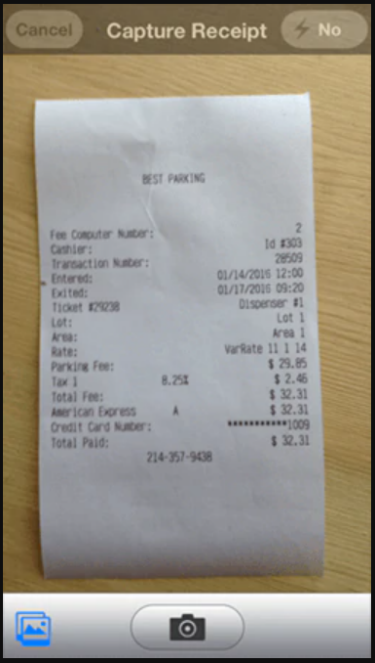 Cancel Capture Receipt No
BEST PARKING
Fee Computer Number: 2
Cashier: Id #303
Transaction Number: 28509
Entered: 01/14/2016 12:00
Exited: 01/17/2016 09:20
Ticket #29238 Dispenser #1
Lot: Lot 1
Area: Area 1
Rate: VarRate 11 1 14
Parking Fee: $ 29.85
Tax 1 8.25% $ 2.46
Total Fee: $ 32.31
American Express A $ 32.31
Credit Card Number: ***********1009
Total Paid: $ 32.31
214-357-9438